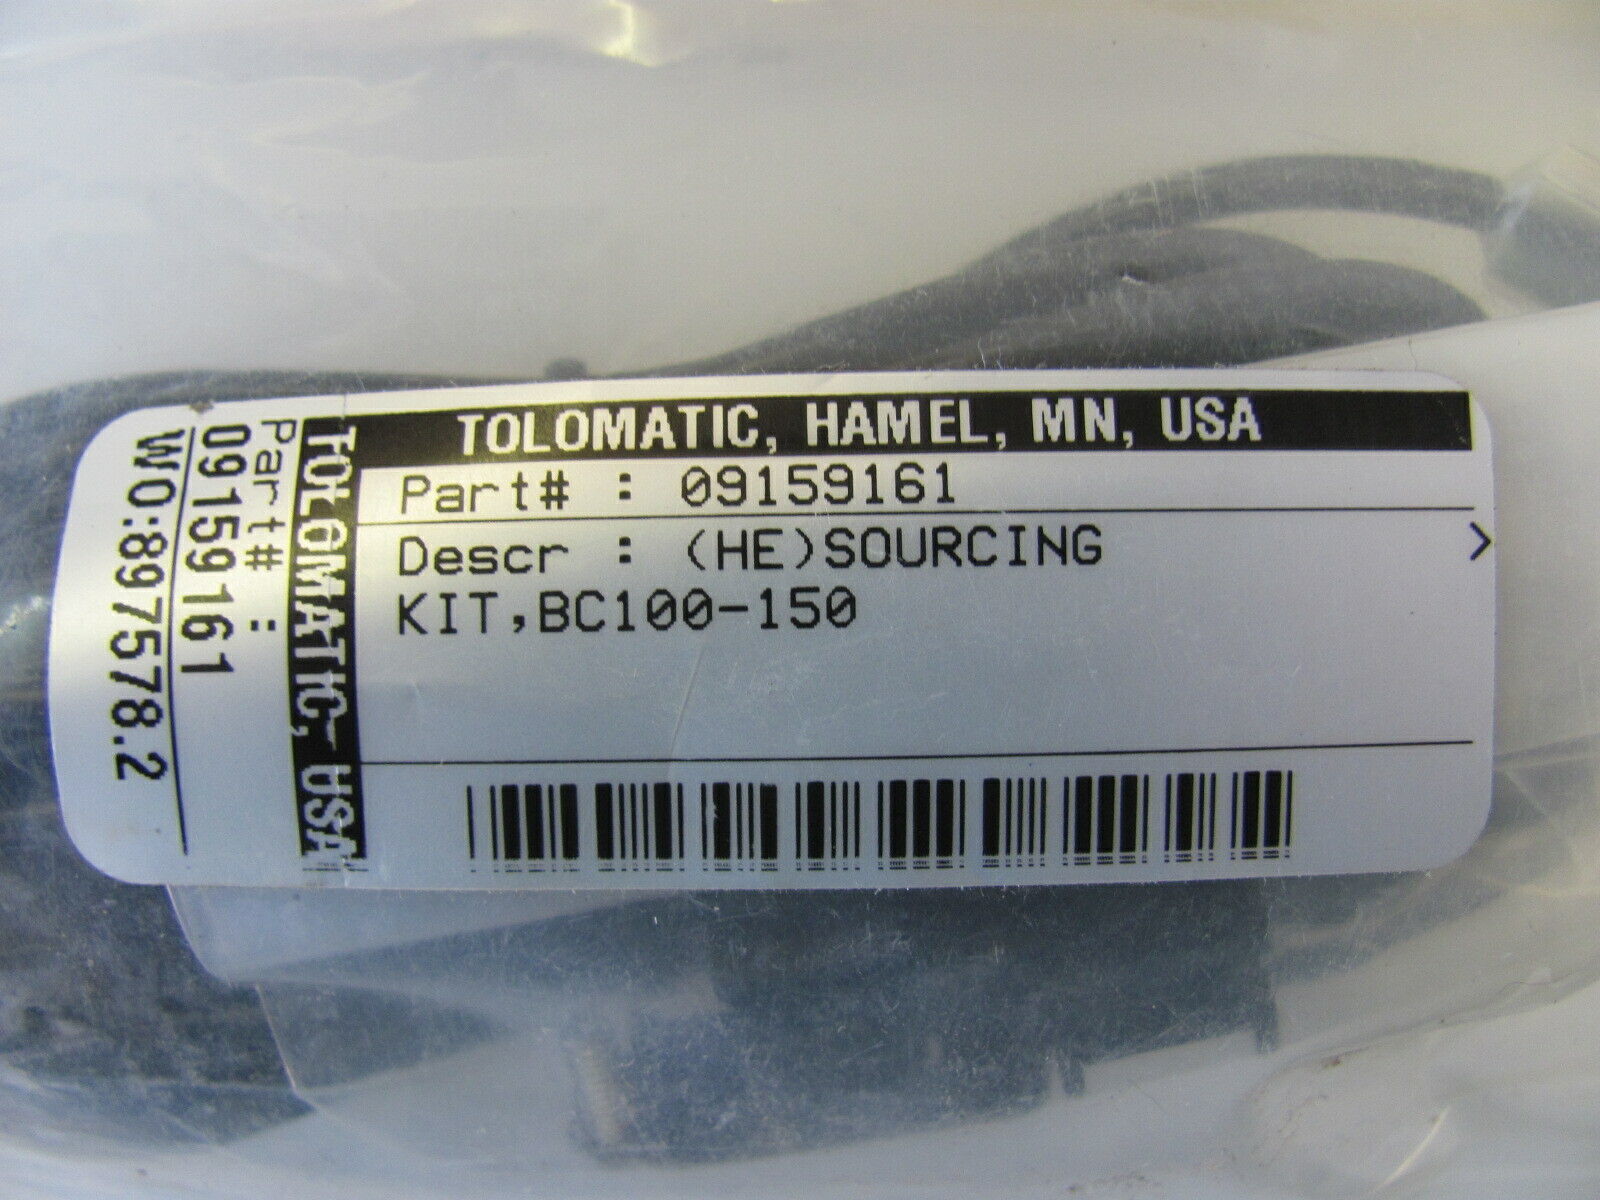 TOLOMATIC, HAMEL, MN, USA
Part# : 09159161
Descr : (HE)SOURCING
KIT,BC100-150
>
TOLOMATIC, USA
Part# :
09159161
WO:897578.2